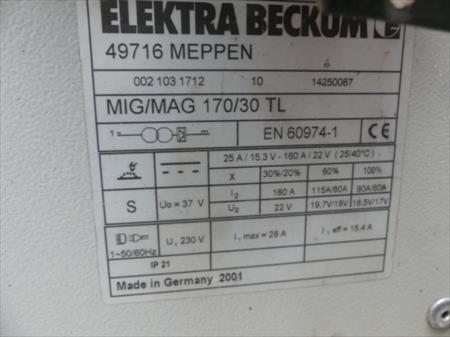 ELEKTRA BECKUM e
49716 MEPPEN
002 103 1712 10 14250087
MIG/MAG 170/30 TL
1~ EN 60974-1 CE
25 A / 15.3 V - 160 A / 22 V (25/40°C)
X 30%/20% 60% 100%
S U₀ = 37 V I₂ 160 A 115A/90A 90A/60A
U₂ 22 V 19.7V/18V 18.5V/17V
1~50/60Hz U₁ 230 V I₁ max = 28 A I₁ eff = 15.4 A
IP 21
Made in Germany 2001